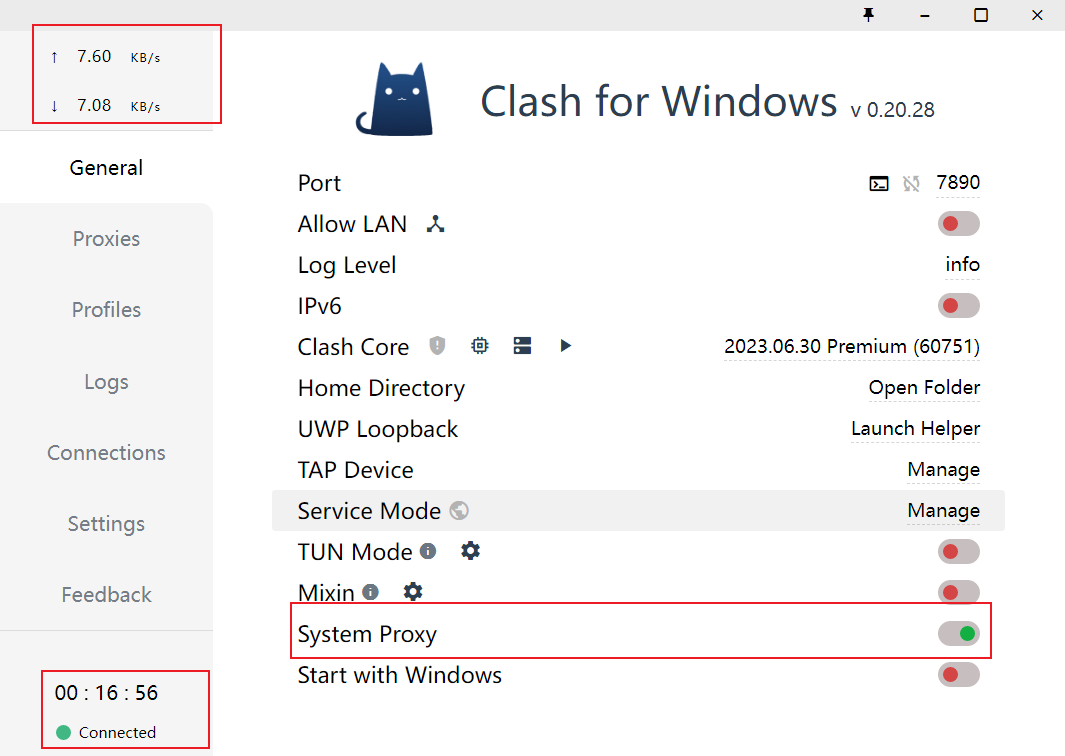 ↑ 7.60 KB/s
↓ 7.08 KB/s
General
Proxies
Profiles
Logs
Connections
Settings
Feedback
00 : 16 : 56
Connected
Clash for Windows v 0.20.28
Port 7890
Allow LAN
Log Level info
IPv6
Clash Core 2023.06.30 Premium (60751)
Home Directory Open Folder
UWP Loopback Launch Helper
TAP Device Manage
Service Mode Manage
TUN Mode
Mixin
System Proxy
Start with Windows